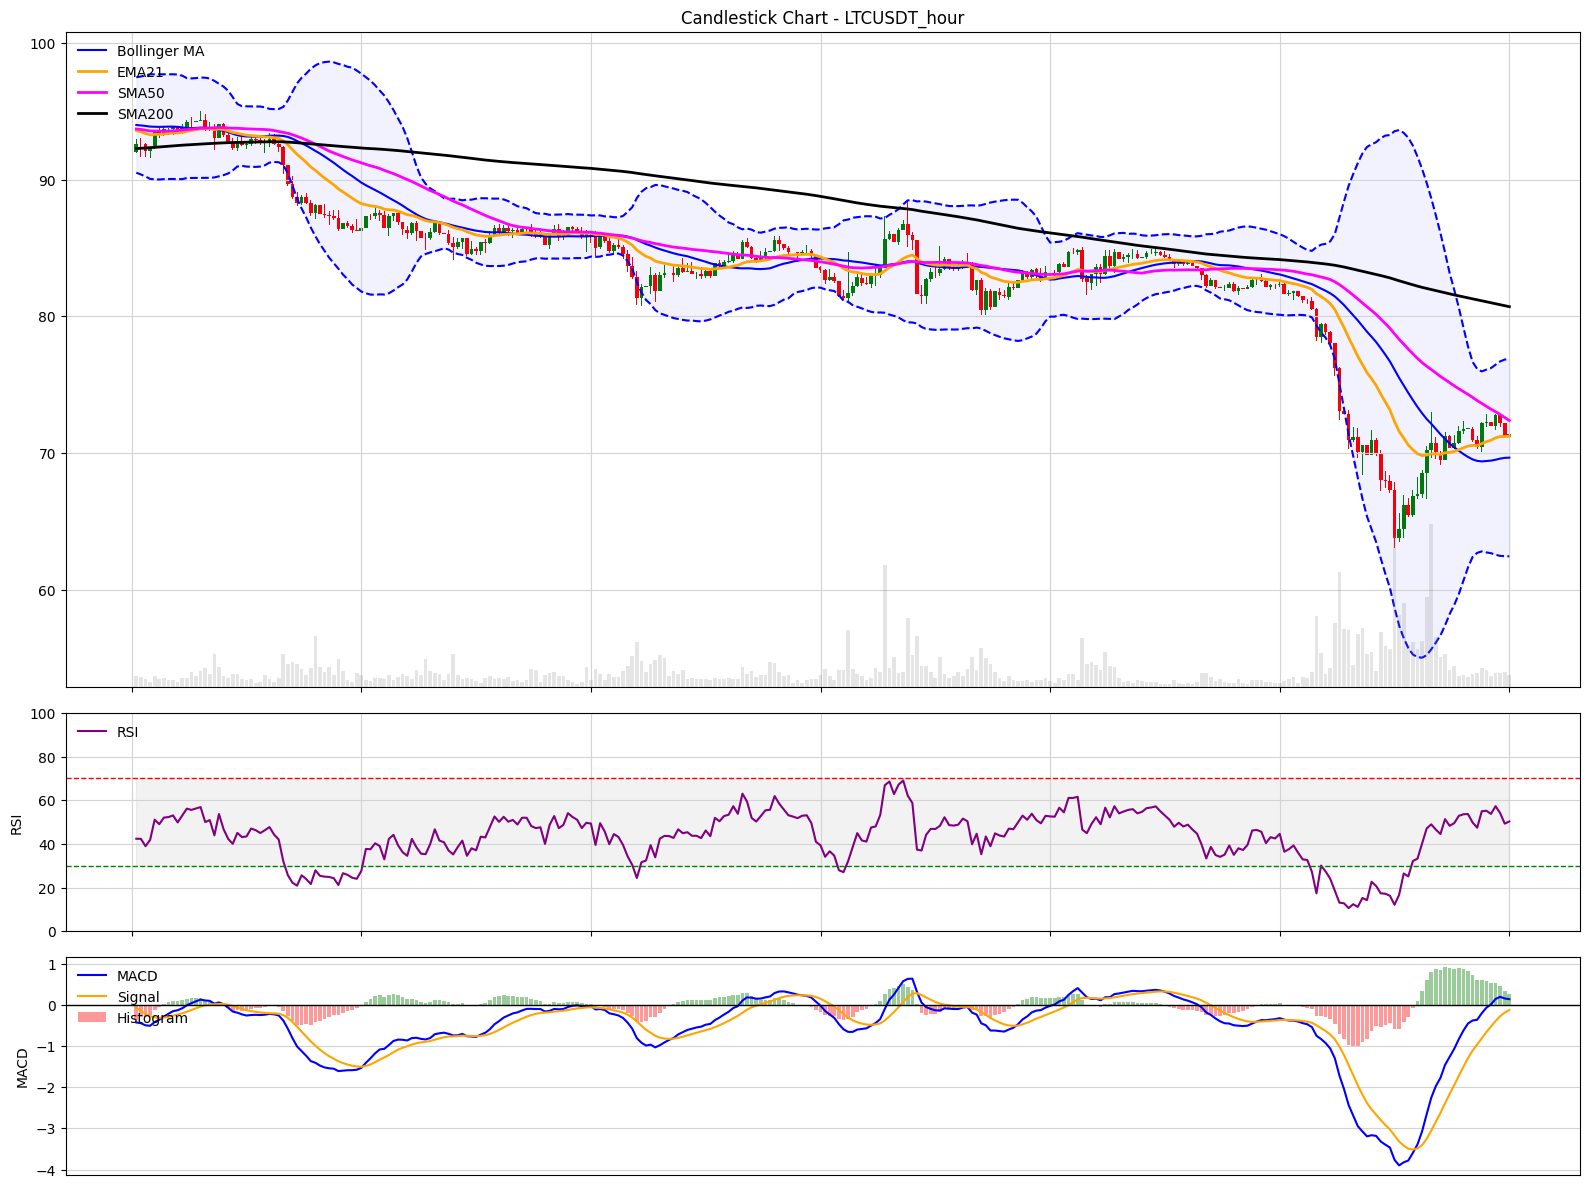 Candlestick Chart - LTCUSDT_hour
100
90
80
70
60
Bollinger MA
EMA21
SMA50
SMA200
100
80
60
40
20
0
RSI
RSI
1
0
−1
−2
−3
−4
MACD
MACD
Signal
Histogram